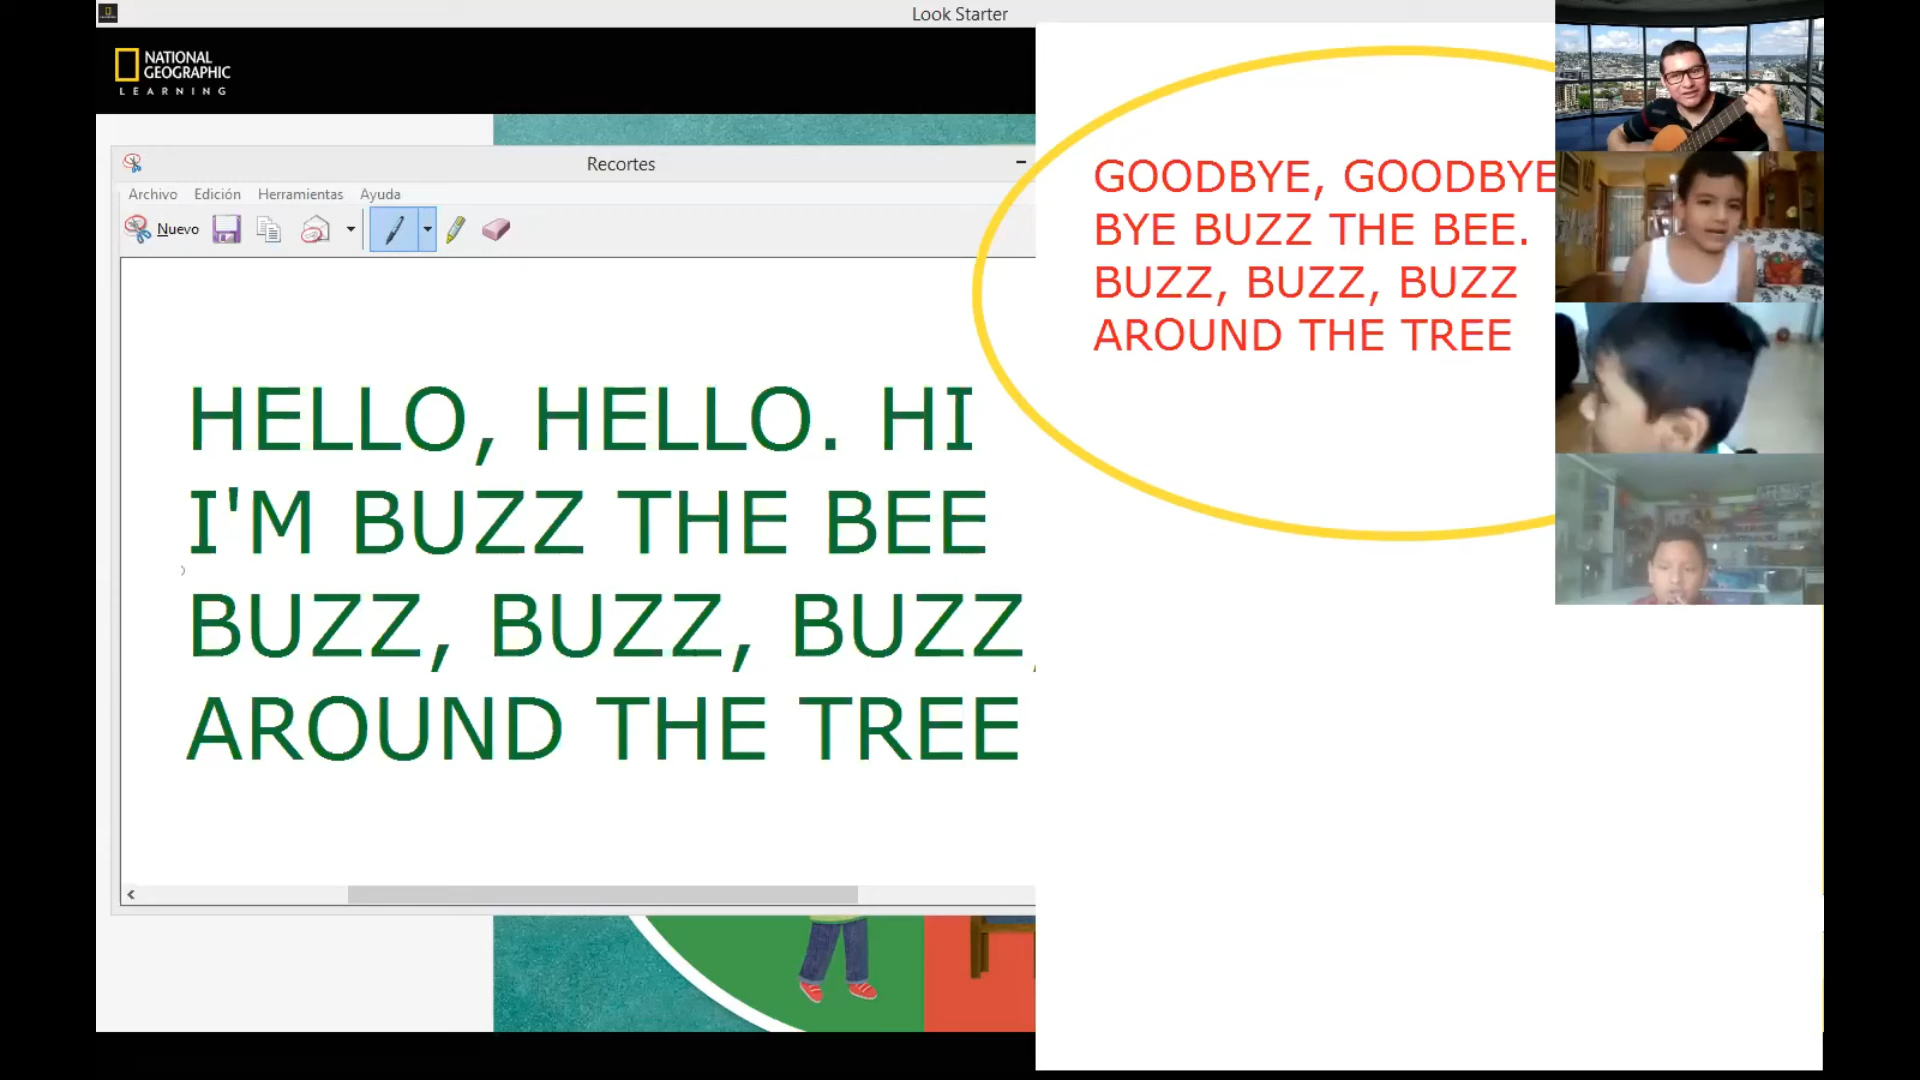 Look Starter
NATIONAL
GEOGRAPHIC
LEARNING
Recortes
Archivo Edición Herramientas Ayuda
Nuevo
HELLO, HELLO. HI
I'M BUZZ THE BEE
BUZZ, BUZZ, BUZZ,
AROUND THE TREE
GOODBYE, GOODBYE
BYE BUZZ THE BEE.
BUZZ, BUZZ, BUZZ
AROUND THE TREE